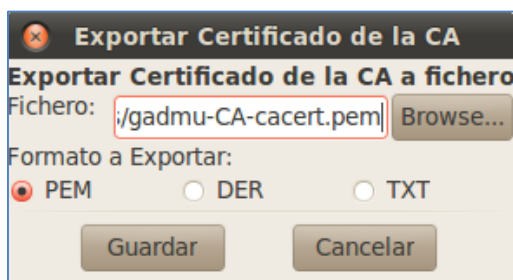 Exportar Certificado de la CA
Exportar Certificado de la CA a fichero
Fichero: /gadmu-CA-cacert.pem Browse...
Formato a Exportar:
PEM DER TXT
Guardar Cancelar